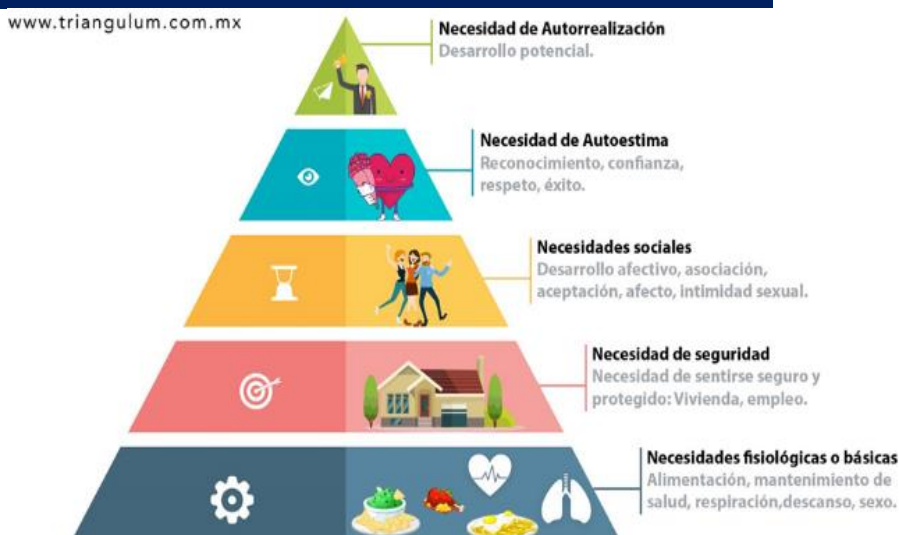 www.triangulum.com.mx
Necesidad de Autorrealización
Desarrollo potencial.
Necesidad de Autoestima
Reconocimiento, confianza,
respeto, éxito.
Necesidades sociales
Desarrollo afectivo, asociación,
aceptación, afecto, intimidad sexual.
Necesidad de seguridad
Necesidad de sentirse seguro y
protegido: Vivienda, empleo.
Necesidades fisiológicas o básicas
Alimentación, mantenimiento de
salud, respiración,descanso, sexo.